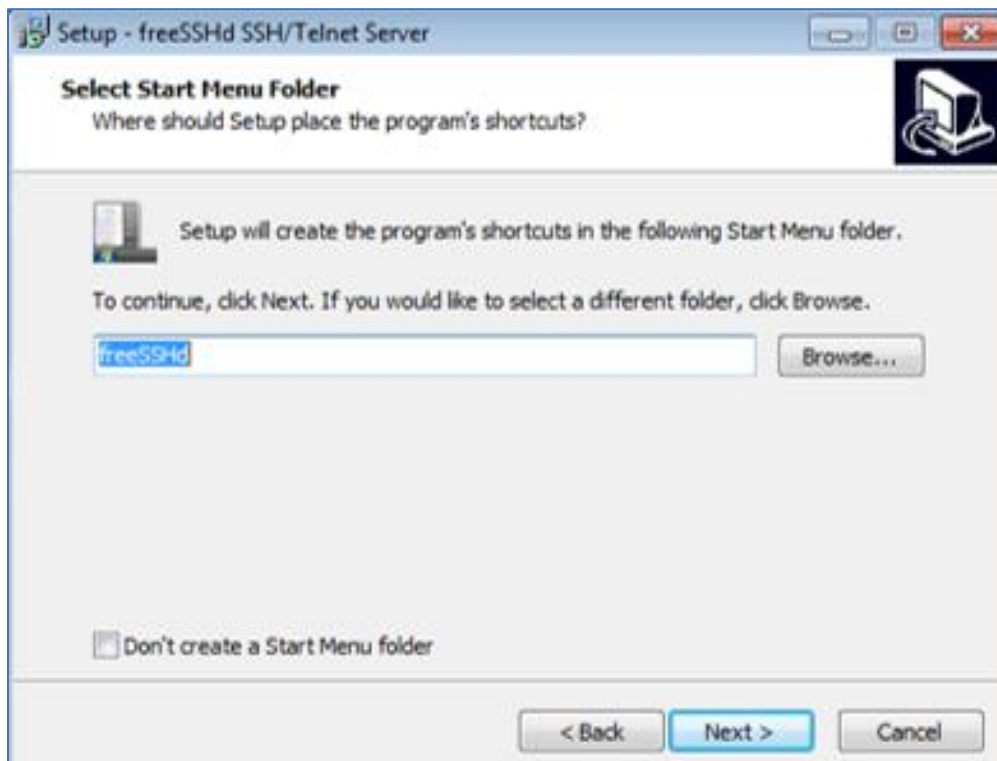 Setup - freeSSHd SSH/Telnet Server
Select Start Menu Folder
Where should Setup place the program's shortcuts?
Setup will create the program's shortcuts in the following Start Menu folder.
To continue, click Next. If you would like to select a different folder, click Browse.
freeSSHd
Browse...
Don't create a Start Menu folder
< Back
Next >
Cancel